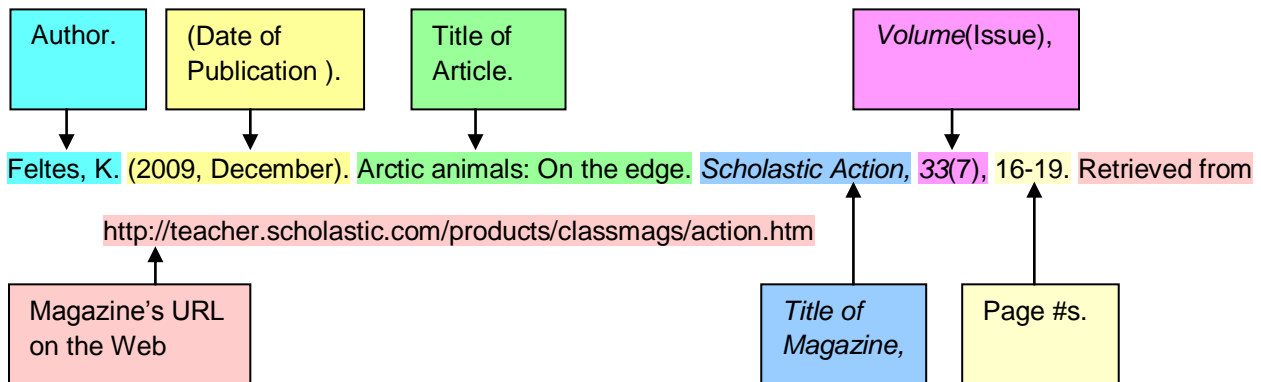 Author.
(Date of
Publication ).
Title of
Article.
Volume(Issue),
Feltes, K. (2009, December). Arctic animals: On the edge. Scholastic Action, 33(7), 16-19. Retrieved from
http://teacher.scholastic.com/products/classmags/action.htm
Magazine's URL
on the Web
Title of
Magazine,
Page #s.